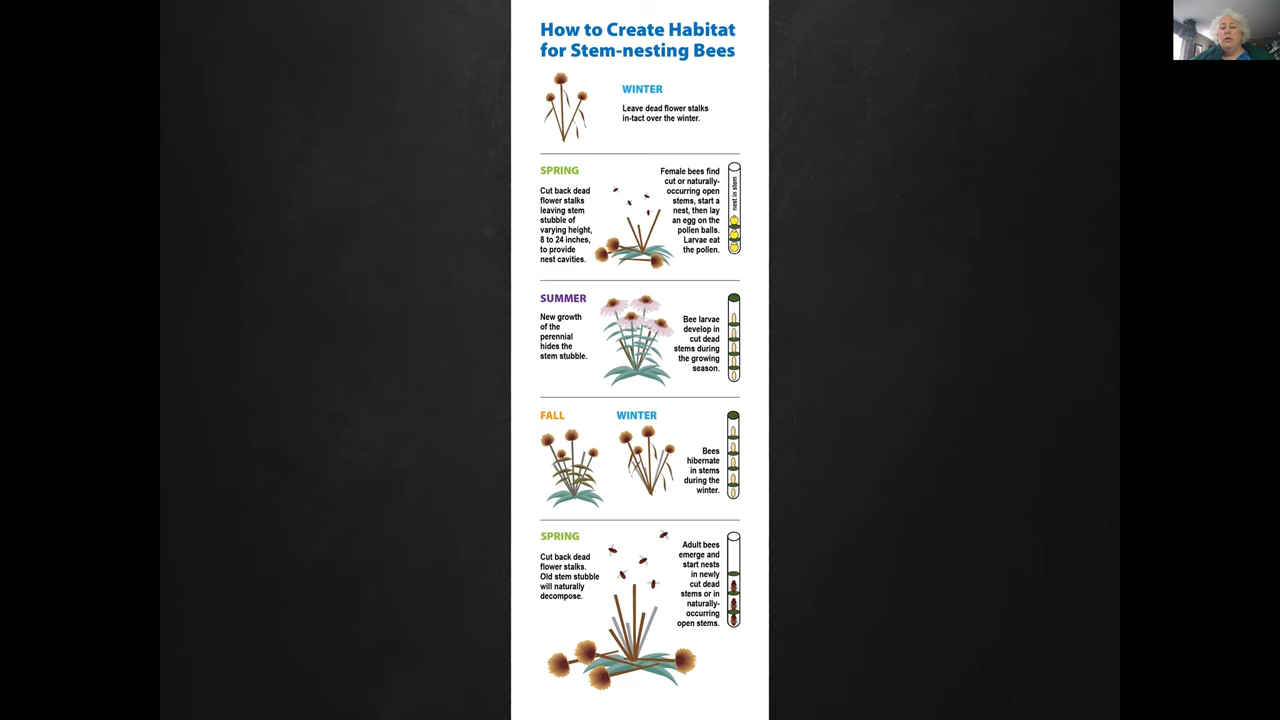 How to Create Habitat
for Stem-nesting Bees
WINTER
Leave dead flower stalks
in-tact over the winter.
SPRING
Cut back dead
flower stalks
leaving stem
stubble of
varying height,
8 to 24 inches,
to provide
nest cavities.
Female bees find
cut or naturally-
occurring open
stems, start a
nest, then lay
an egg on the
pollen balls.
Larvae eat
the pollen.
nest in stem
SUMMER
New growth
of the
perennial
hides the
stem stubble.
Bee larvae
develop in
cut dead
stems during
the growing
season.
FALL
WINTER
Bees
hibernate
in stems
during the
winter.
SPRING
Cut back dead
flower stalks.
Old stem stubble
will naturally
decompose.
Adult bees
emerge and
start nests
in newly
cut dead
stems or in
naturally-
occurring
open stems.